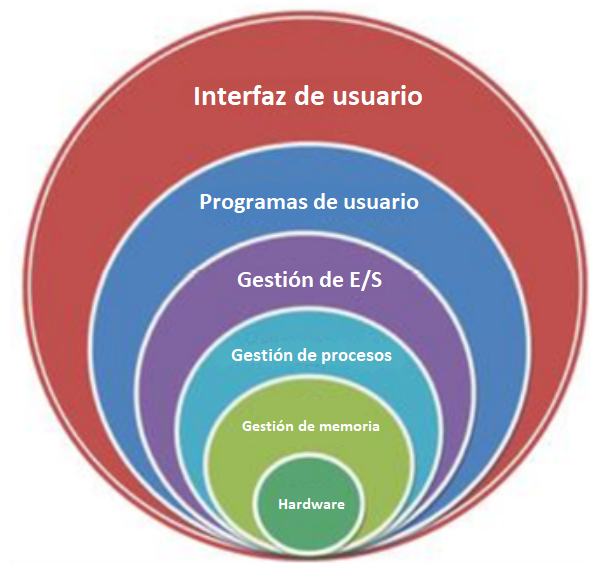 Interfaz de usuario
Programas de usuario
Gestión de E/S
Gestión de procesos
Gestión de memoria
Hardware